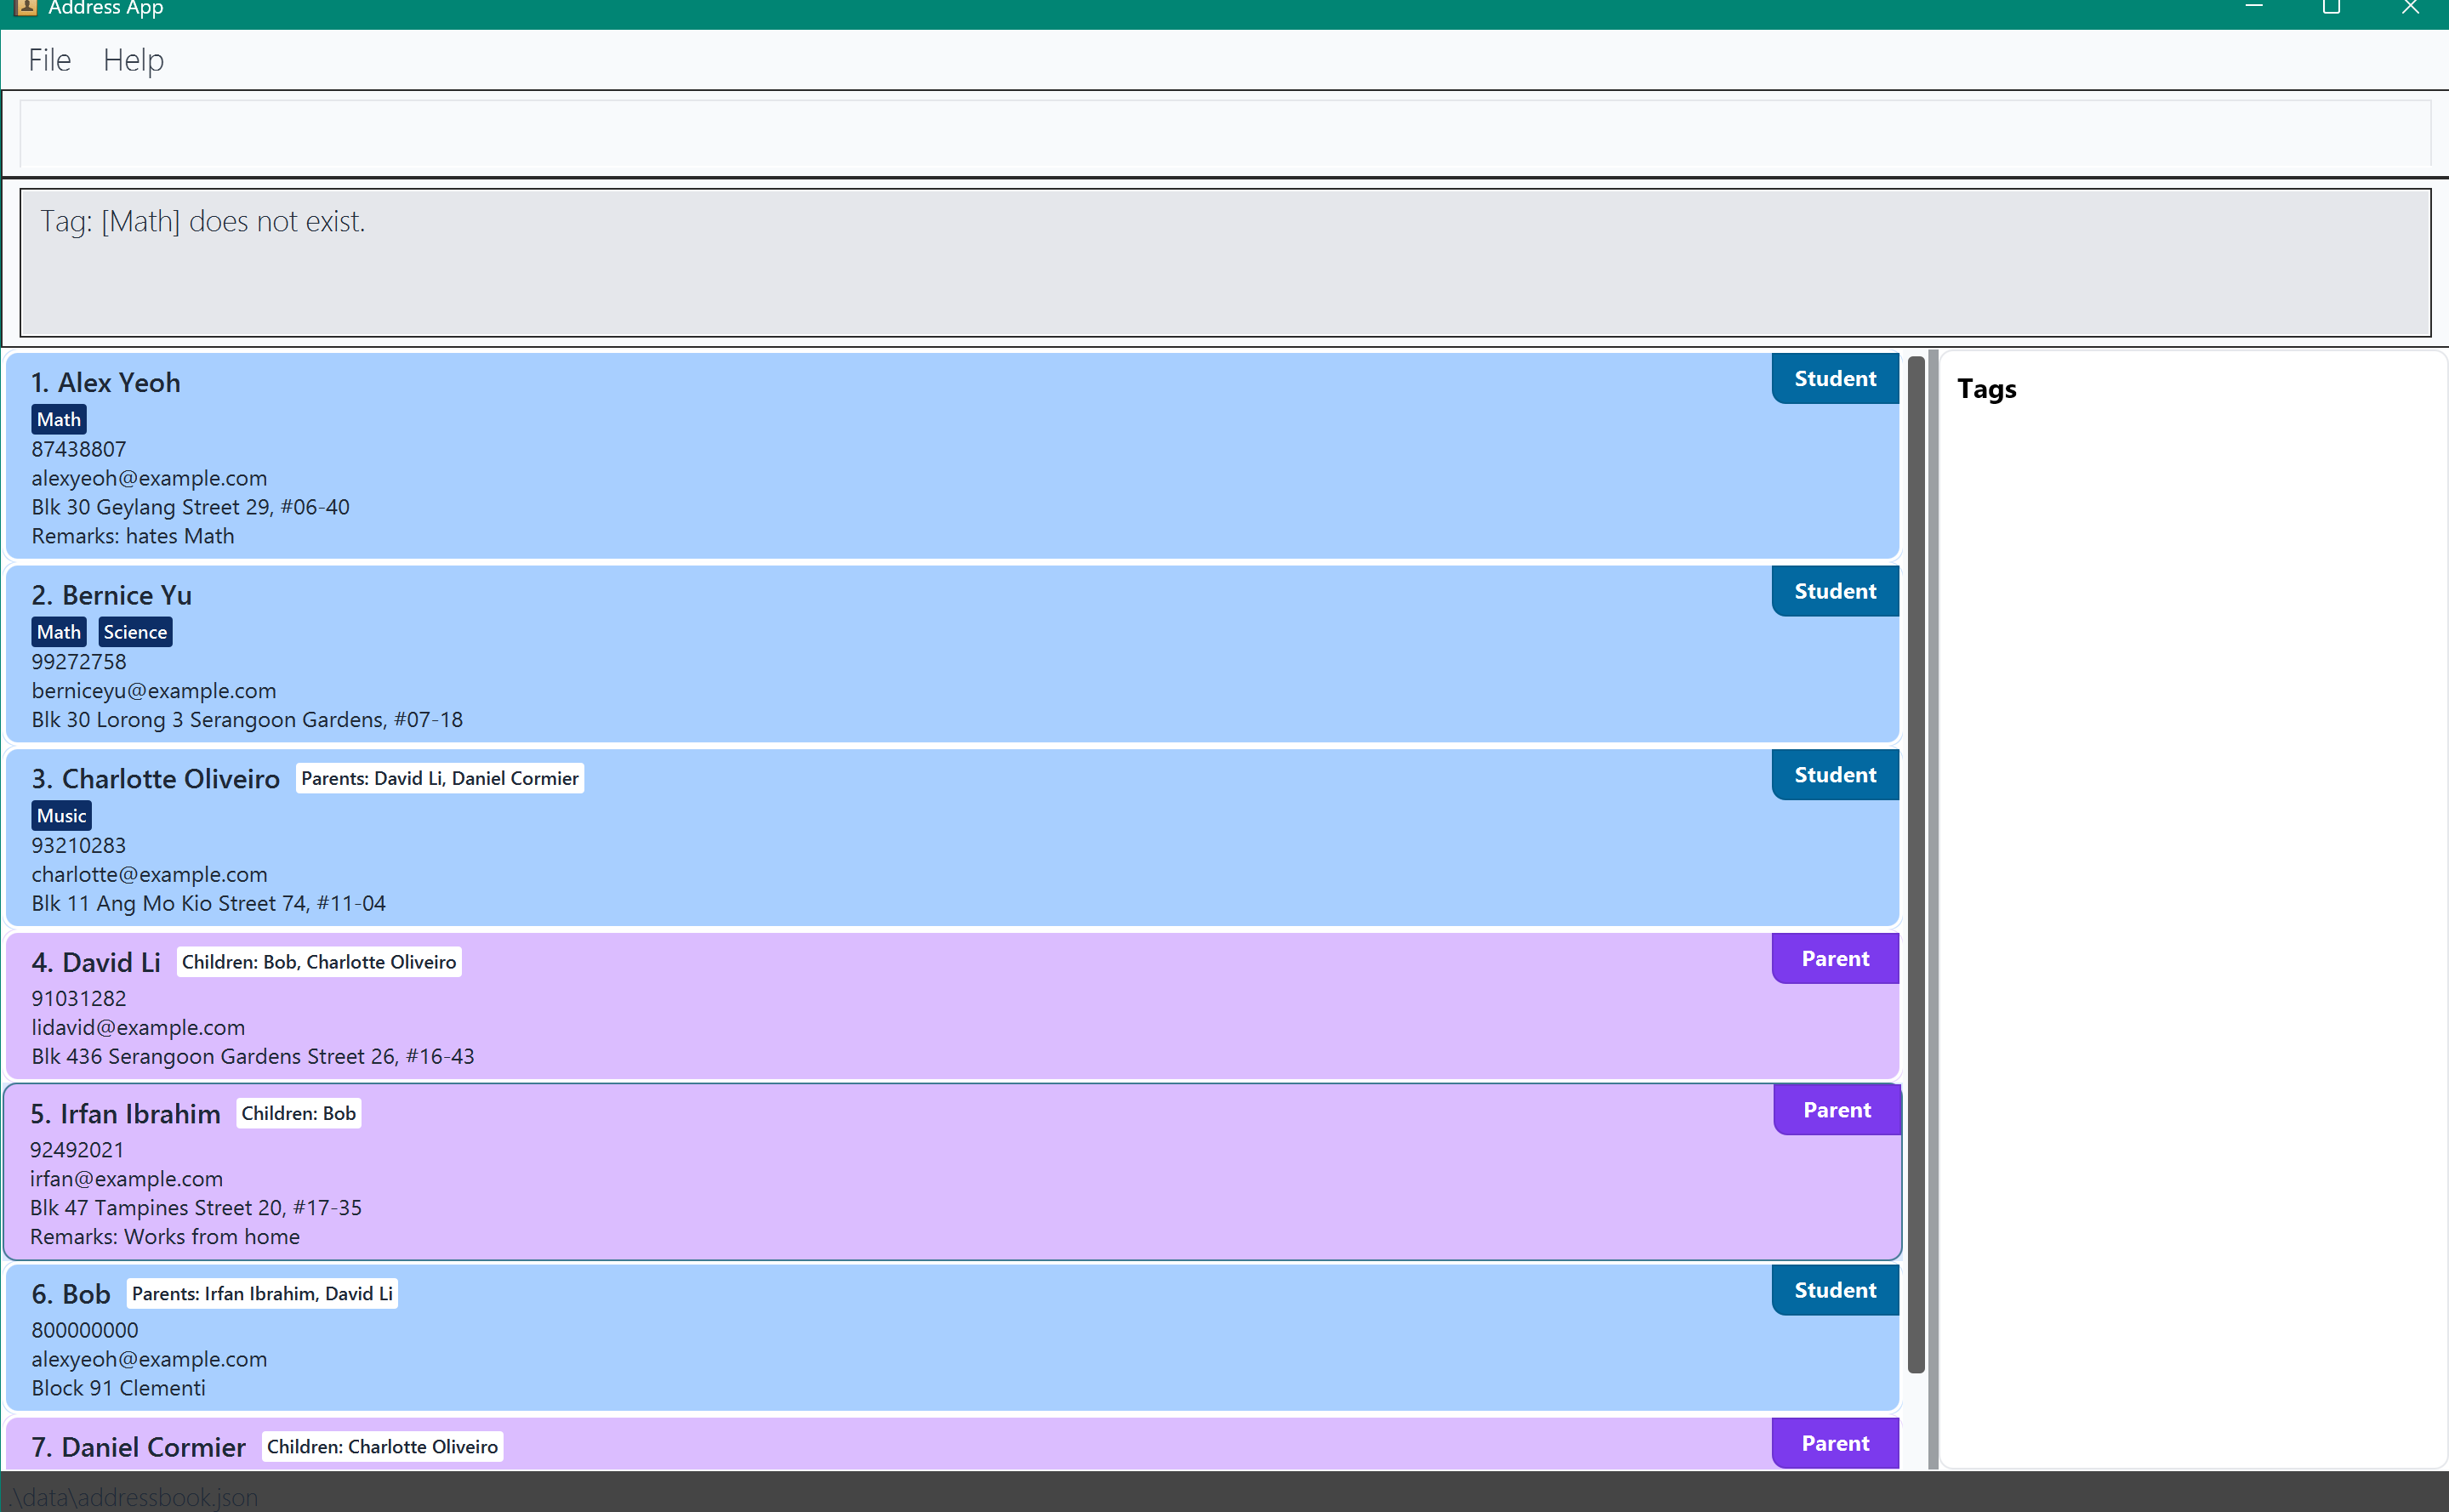 Address App
File Help
Tag: [Math] does not exist.
1. Alex Yeoh
Student
Math
87438807
alexyeoh@example.com
Blk 30 Geylang Street 29, #06-40
Remarks: hates Math
2. Bernice Yu
Student
Math Science
99272758
berniceyu@example.com
Blk 30 Lorong 3 Serangoon Gardens, #07-18
3. Charlotte Oliveiro Parents: David Li, Daniel Cormier
Student
Music
93210283
charlotte@example.com
Blk 11 Ang Mo Kio Street 74, #11-04
4. David Li Children: Bob, Charlotte Oliveiro
Parent
91031282
lidavid@example.com
Blk 436 Serangoon Gardens Street 26, #16-43
5. Irfan Ibrahim Children: Bob
Parent
92492021
irfan@example.com
Blk 47 Tampines Street 20, #17-35
Remarks: Works from home
6. Bob Parents: Irfan Ibrahim, David Li
Student
800000000
alexyeoh@example.com
Block 91 Clementi
7. Daniel Cormier Children: Charlotte Oliveiro
Parent
Tags
.\data\addressbook.json